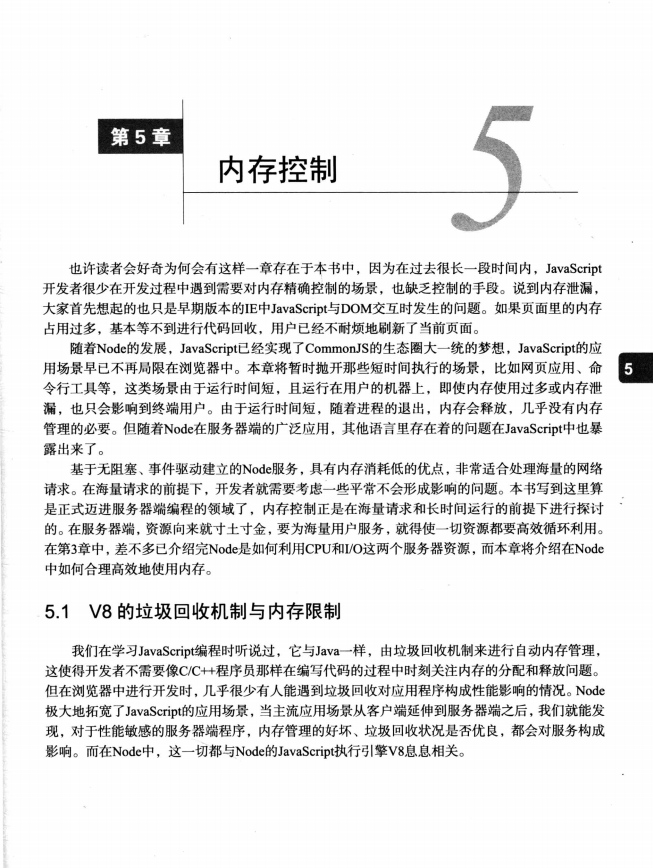 第5章
内存控制
5
也许读者会好奇为何会有这样一章存在于本书中，因为在过去很长一段时间内，JavaScript
开发者很少在开发过程中遇到需要对内存精确控制的场景，也缺乏控制的手段。说到内存泄漏，
大家首先想起的也只是早期版本的IE中JavaScript与DOM交互时发生的问题。如果页面里的内存
占用过多，基本等不到进行代码回收，用户已经不耐烦地刷新了当前页面。
随着Node的发展，JavaScript已经实现了CommonJS的生态圈大一统的梦想，JavaScript的应
用场景早已不再局限在浏览器中。本章将暂时抛开那些短时间执行的场景，比如网页应用、命
5
令行工具等，这类场景由于运行时间短，且运行在用户的机器上，即使内存使用过多或内存泄
漏，也只会影响到终端用户。由于运行时间短，随着进程的退出，内存会释放，几乎没有内存
管理的必要。但随着Node在服务器端的广泛应用，其他语言里存在着的问题在JavaScript中也暴
露出来了。
基于无阻塞、事件驱动建立的Node服务，具有内存消耗低的优点，非常适合处理海量的网络
请求。在海量请求的前提下，开发者就需要考虑一些平常不会形成影响的问题。本书写到这里算
是正式迈进服务器端编程的领域了，内存控制正是在海量请求和长时间运行的前提下进行探讨
的。在服务器端，资源向来就寸土寸金，要为海量用户服务，就得使一切资源都要高效循环利用。
在第3章中，差不多已介绍完Node是如何利用CPU和I/O这两个服务器资源，而本章将介绍在Node
中如何合理高效地使用内存。
5.1 V8的垃圾回收机制与内存限制
我们在学习JavaScript编程时听说过，它与Java一样，由垃圾回收机制来进行自动内存管理，
这使得开发者不需要像C/C++程序员那样在编写代码的过程中时刻关注内存的分配和释放问题。
但在浏览器中进行开发时，几乎很少有人能遇到垃圾回收对应用程序构成性能影响的情况。Node
极大地拓宽了JavaScript的应用场景，当主流应用场景从客户端延伸到服务器端之后，我们就能发
现，对于性能敏感的服务器端程序，内存管理的好坏、垃圾回收状况是否优良，都会对服务构成
影响。而在Node中，这一切都与Node的JavaScript执行引擎V8息息相关。